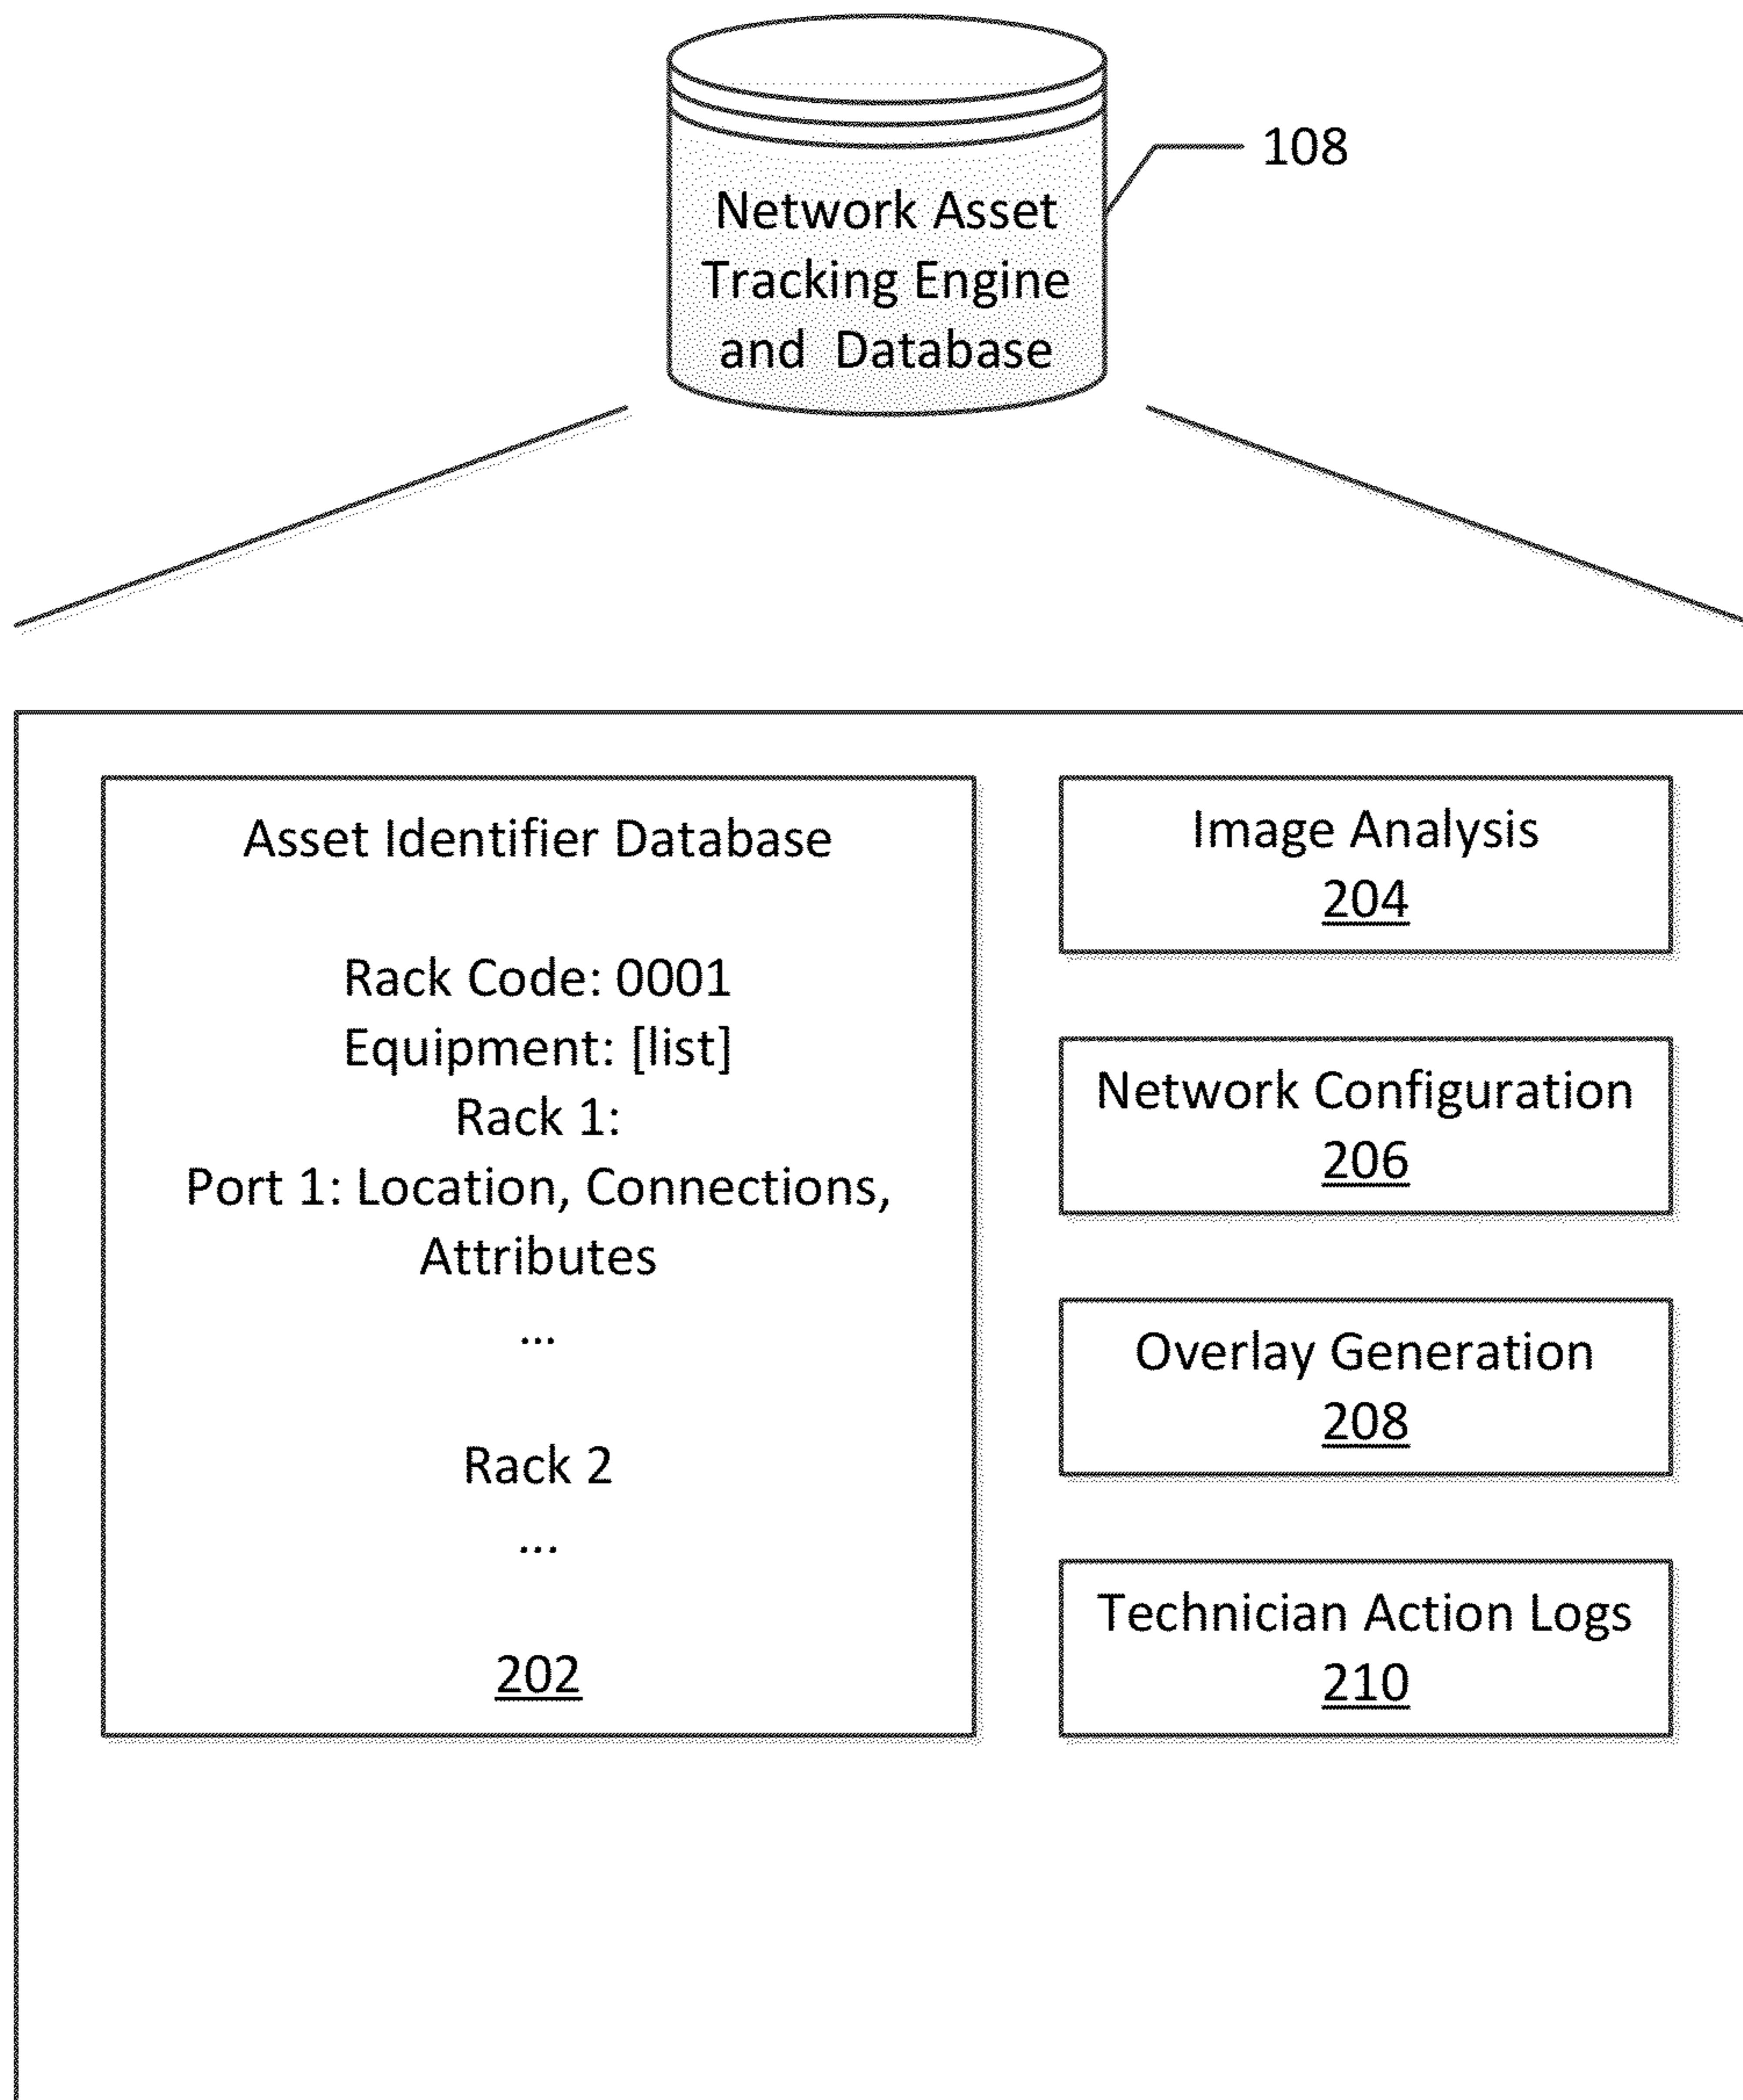 Network Asset
Tracking Engine
and Database
108
Asset Identifier Database
Rack Code: 0001
Equipment: [list]
Rack 1:
Port 1: Location, Connections,
Attributes
...
Rack 2
...
202
Image Analysis
204
Network Configuration
206
Overlay Generation
208
Technician Action Logs
210